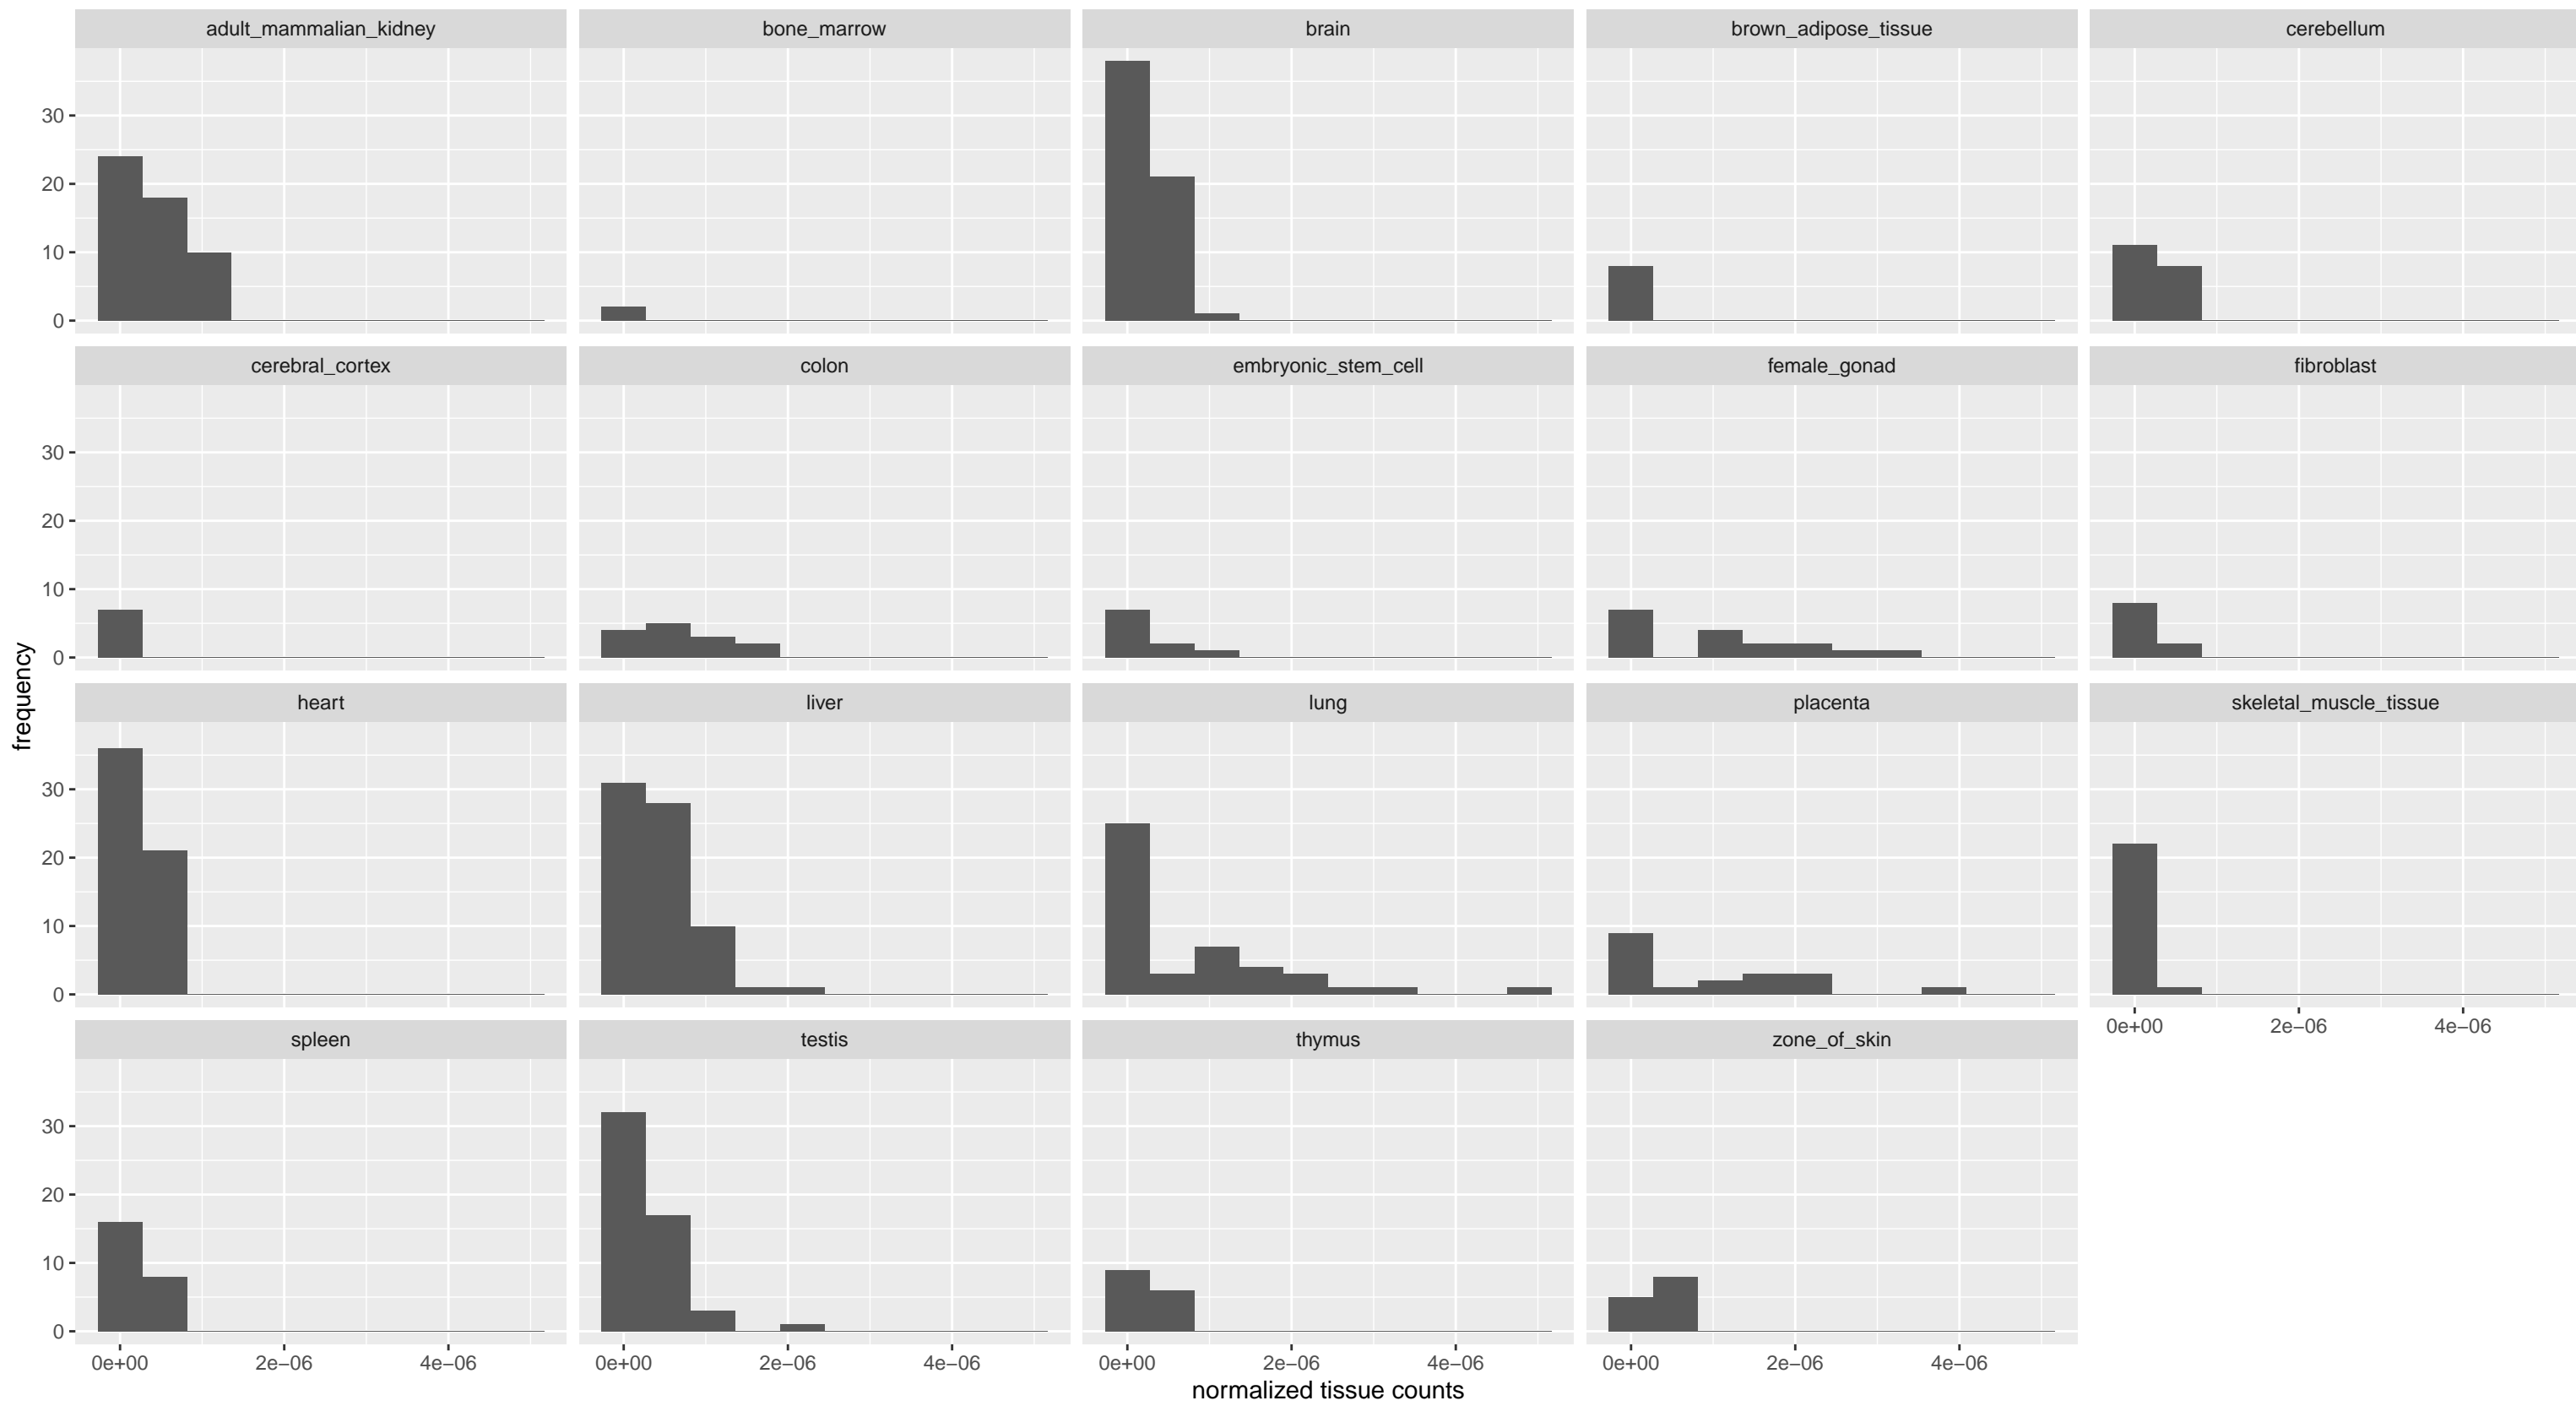 adult_mammalian_kidney bone_marrow brain brown_adipose_tissue cerebellum
30
20
10
0
cerebral_cortex colon embryonic_stem_cell female_gonad fibroblast
30
20
10
0
frequency
heart liver lung placenta skeletal_muscle_tissue
30
20
10
0
0e+00 2e−06 4e−06
spleen testis thymus zone_of_skin
30
20
10
0
0e+00 2e−06 4e−06 0e+00 2e−06 4e−06 0e+00 2e−06 4e−06 0e+00 2e−06 4e−06
normalized tissue counts